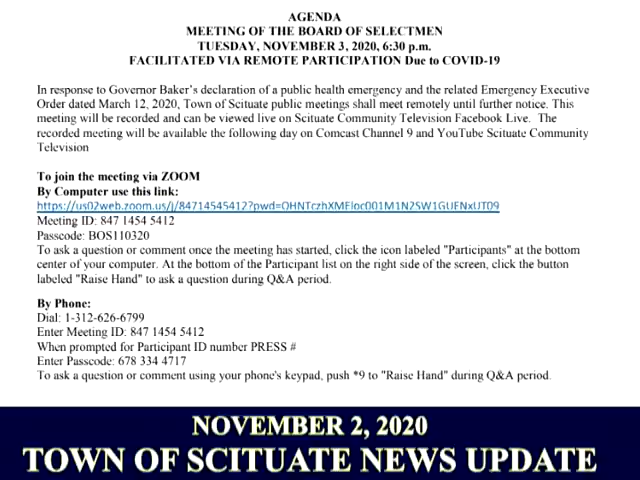 AGENDA
MEETING OF THE BOARD OF SELECTMEN
TUESDAY, NOVEMBER 3, 2020, 6:30 p.m.
FACILITATED VIA REMOTE PARTICIPATION Due to COVID-19
In response to Governor Baker's declaration of a public health emergency and the related Emergency Executive
Order dated March 12, 2020, Town of Scituate public meetings shall meet remotely until further notice. This
meeting will be recorded and can be viewed live on Scituate Community Television Facebook Live. The
recorded meeting will be available the following day on Comcast Channel 9 and YouTube Scituate Community
Television
To join the meeting via ZOOM
By Computer use this link:
Meeting ID: 847 1454 5412
Passcode: BOS110320
To ask a question or comment once the meeting has started, click the icon labeled "Participants" at the bottom
center of your computer. At the bottom of the Participant list on the right side of the screen, click the button
labeled "Raise Hand" to ask a question during Q&A period.
By Phone:
Dial: 1-312-626-6799
Enter Meeting ID: 847 1454 5412
When prompted for Participant ID number PRESS #
Enter Passcode: 678 334 4717
To ask a question or comment using your phone's keypad, push *9 to "Raise Hand" during Q&A period.
NOVEMBER 2, 2020
TOWN OF SCITUATE NEWS UPDATE